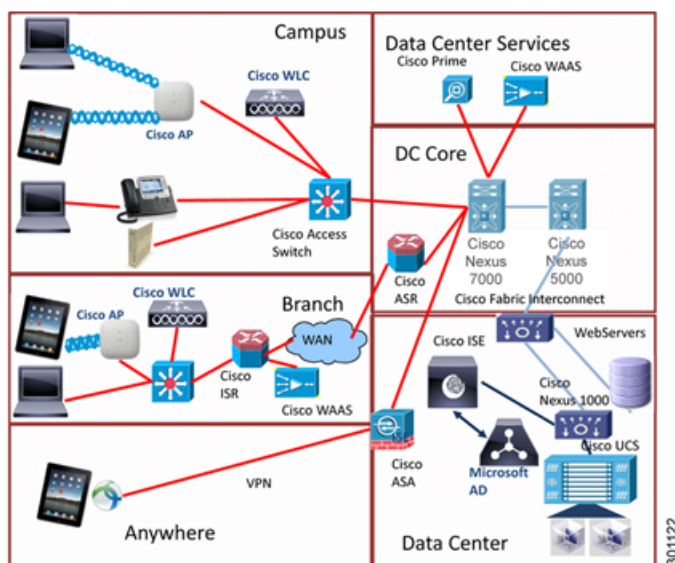 Campus
Cisco WLC
Cisco AP
Cisco Access
Switch
Data Center Services
Cisco Prime
Cisco WAAS
DC Core
Cisco
Nexus
7000
Cisco
Nexus
5000
Cisco
ASR
Cisco Fabric Interconnect
Cisco WLC
Branch
Cisco AP
WAN
Cisco
ISR
Cisco WAAS
WebServers
Cisco ISE
Cisco
Nexus 1000
Cisco UCS
Microsoft
AD
Cisco
ASA
Data Center
VPN
Anywhere
301122